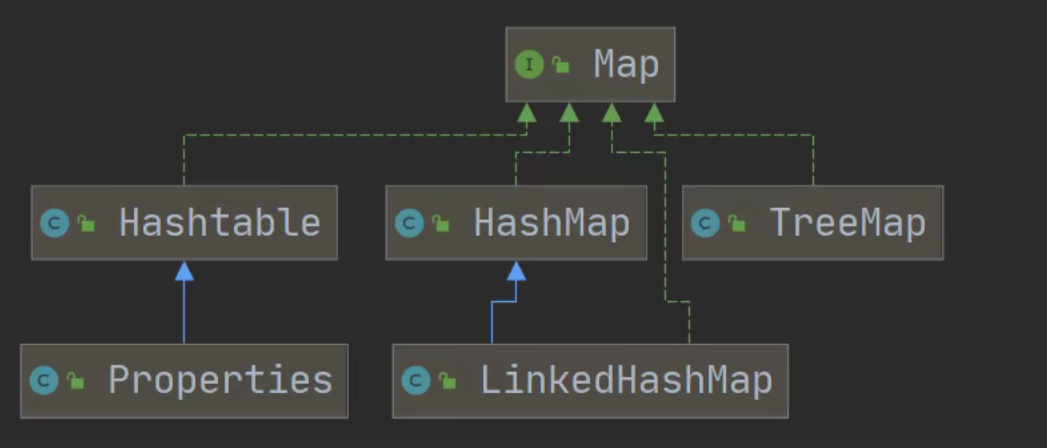 I Map
C Hashtable
C HashMap
C TreeMap
C Properties
C LinkedHashMap